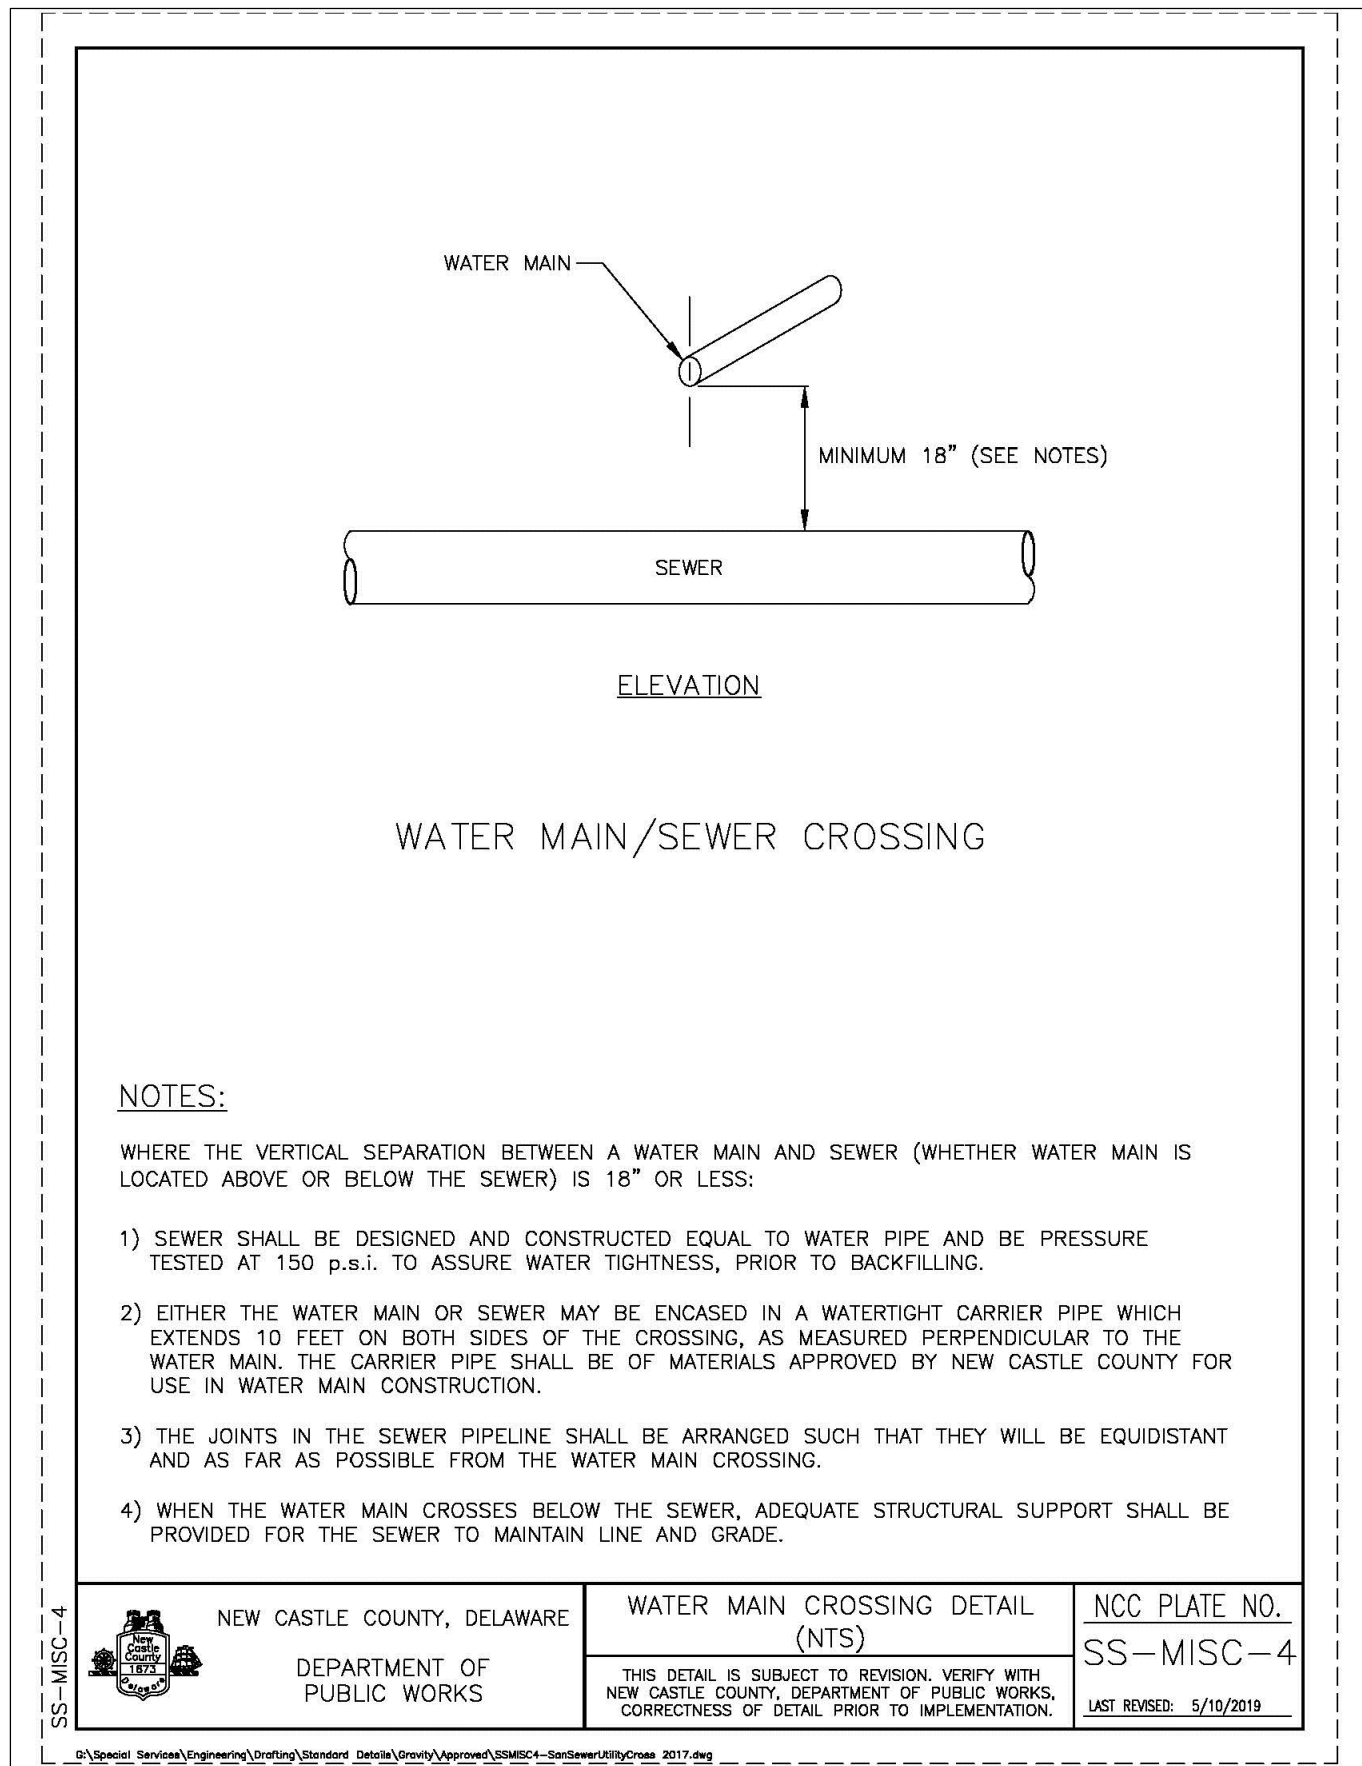 WATER MAIN
MINIMUM 18" (SEE NOTES)
SEWER
ELEVATION
WATER MAIN/SEWER CROSSING
NOTES:
WHERE THE VERTICAL SEPARATION BETWEEN A WATER MAIN AND SEWER (WHETHER WATER MAIN IS
LOCATED ABOVE OR BELOW THE SEWER) IS 18" OR LESS:
1) SEWER SHALL BE DESIGNED AND CONSTRUCTED EQUAL TO WATER PIPE AND BE PRESSURE
TESTED AT 150 p.s.i. TO ASSURE WATER TIGHTNESS, PRIOR TO BACKFILLING.
2) EITHER THE WATER MAIN OR SEWER MAY BE ENCASED IN A WATERTIGHT CARRIER PIPE WHICH
EXTENDS 10 FEET ON BOTH SIDES OF THE CROSSING, AS MEASURED PERPENDICULAR TO THE
WATER MAIN. THE CARRIER PIPE SHALL BE OF MATERIALS APPROVED BY NEW CASTLE COUNTY FOR
USE IN WATER MAIN CONSTRUCTION.
3) THE JOINTS IN THE SEWER PIPELINE SHALL BE ARRANGED SUCH THAT THEY WILL BE EQUIDISTANT
AND AS FAR AS POSSIBLE FROM THE WATER MAIN CROSSING.
4) WHEN THE WATER MAIN CROSSES BELOW THE SEWER, ADEQUATE STRUCTURAL SUPPORT SHALL BE
PROVIDED FOR THE SEWER TO MAINTAIN LINE AND GRADE.
SS-MISC-4
New
Castle
County
1673
Delaware
NEW CASTLE COUNTY, DELAWARE
DEPARTMENT OF
PUBLIC WORKS
WATER MAIN CROSSING DETAIL
(NTS)
THIS DETAIL IS SUBJECT TO REVISION. VERIFY WITH
NEW CASTLE COUNTY, DEPARTMENT OF PUBLIC WORKS,
CORRECTNESS OF DETAIL PRIOR TO IMPLEMENTATION.
NCC PLATE NO.
SS-MISC-4
LAST REVISED: 5/10/2019
G:\Special Services\Engineering\Drafting\Standard Details\Gravity\Approved\SSMISC4-SanSewerUtilityCross 2017.dwg